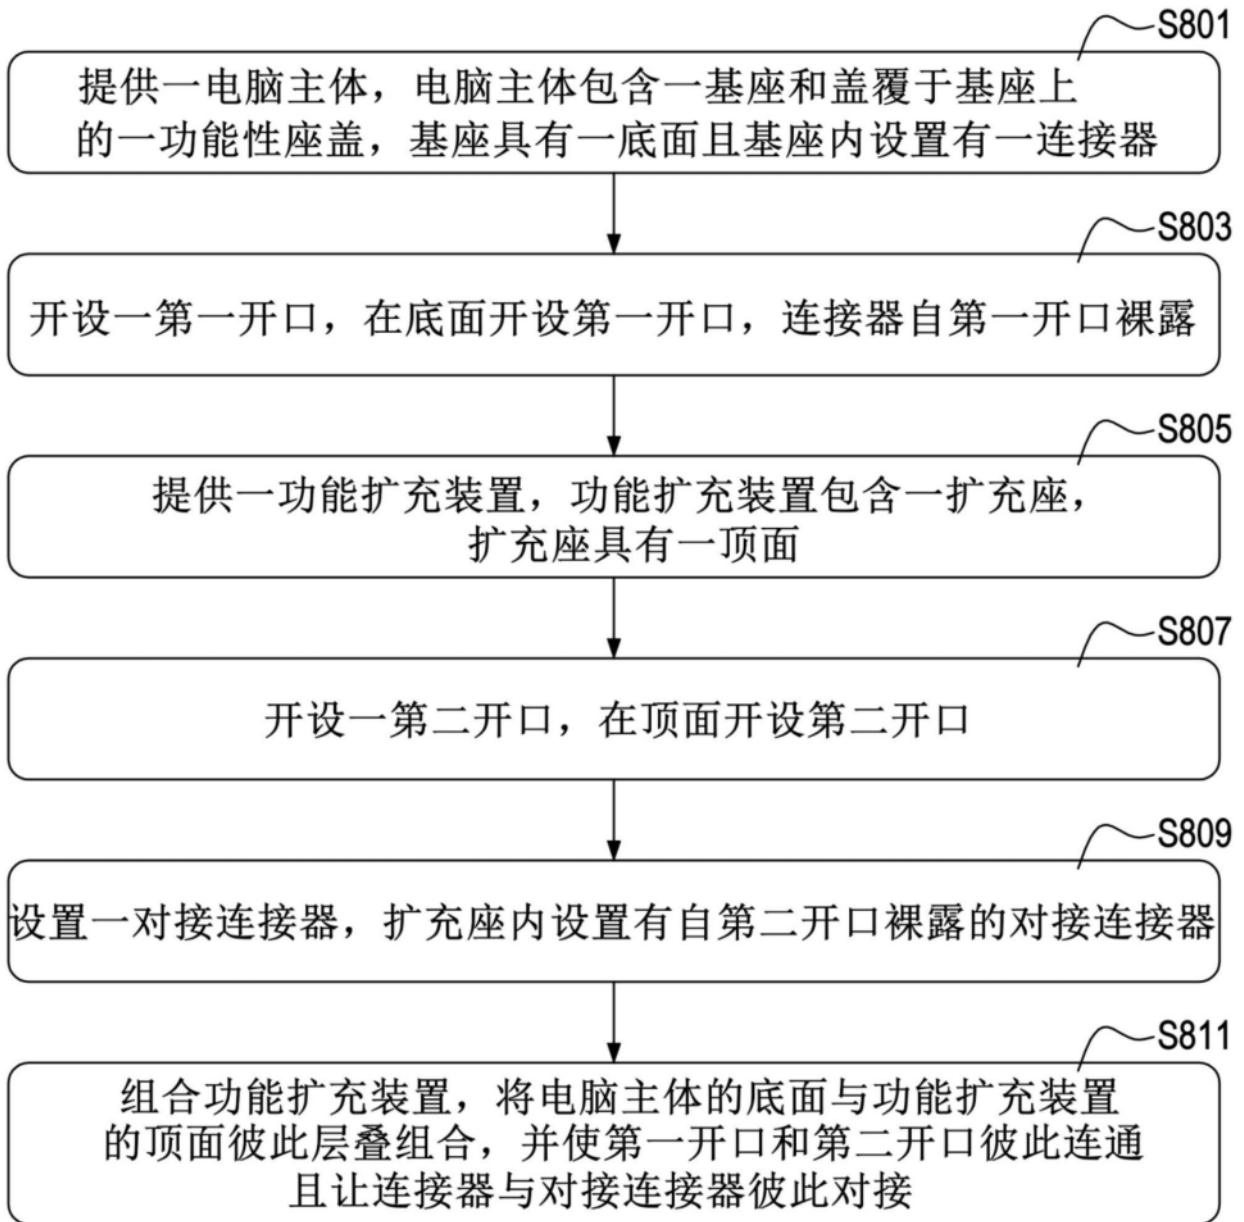 S801
提供一电脑主体，电脑主体包含一基座和盖覆于基座上
的一功能性座盖，基座具有一底面且基座内设置有一连接器
S803
开设一第一开口，在底面开设第一开口，连接器自第一开口裸露
S805
提供一功能扩充装置，功能扩充装置包含一扩充座，
扩充座具有一顶面
S807
开设一第二开口，在顶面开设第二开口
S809
设置一对接连接器，扩充座内设置有自第二开口裸露的对接连接器
S811
组合功能扩充装置，将电脑主体的底面与功能扩充装置
的顶面彼此层叠组合，并使第一开口和第二开口彼此连通
且让连接器与对接连接器彼此对接